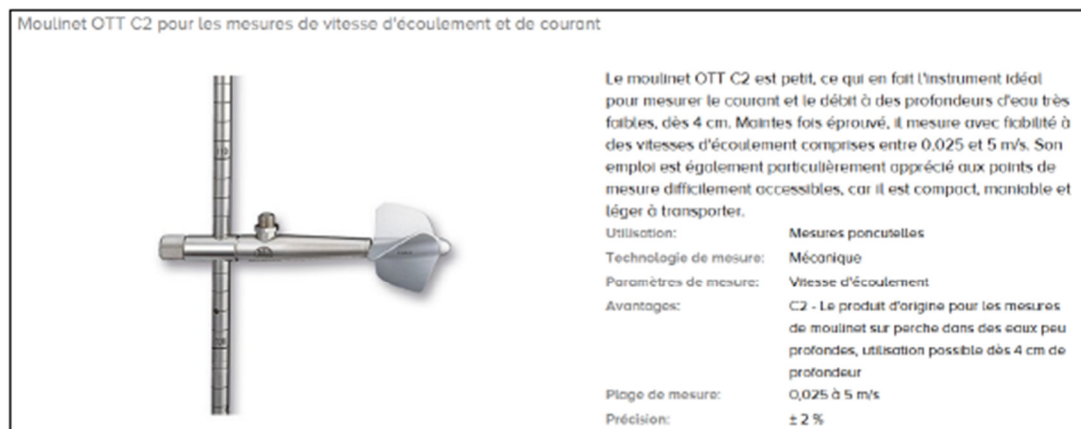 Moulinet OTT C2 pour les mesures de vitesse d'écoulement et de courant
Le moulinet OTT C2 est petit, ce qui en fait l'instrument idéal
pour mesurer le courant et le débit à des profondeurs d'eau très
faibles, dès 4 cm. Maintes fois éprouvé, il mesure avec fiabilité à
des vitesses d'écoulement comprises entre 0,025 et 5 m/s. Son
emploi est également particulièrement apprécié aux points de
mesure difficilement accessibles, car il est compact, maniable et
léger à transporter.
Utilisation: Mesures poncutelles
Technologie de mesure: Mécanique
Paramètres de mesure: Vitesse d'écoulement
Avantages: C2 - Le produit d'origine pour les mesures
de moulinet sur perche dans des eaux peu
profondes, utilisation possible dès 4 cm de
profondeur
Plage de mesure: 0,025 à 5 m/s
Précision: ± 2 %